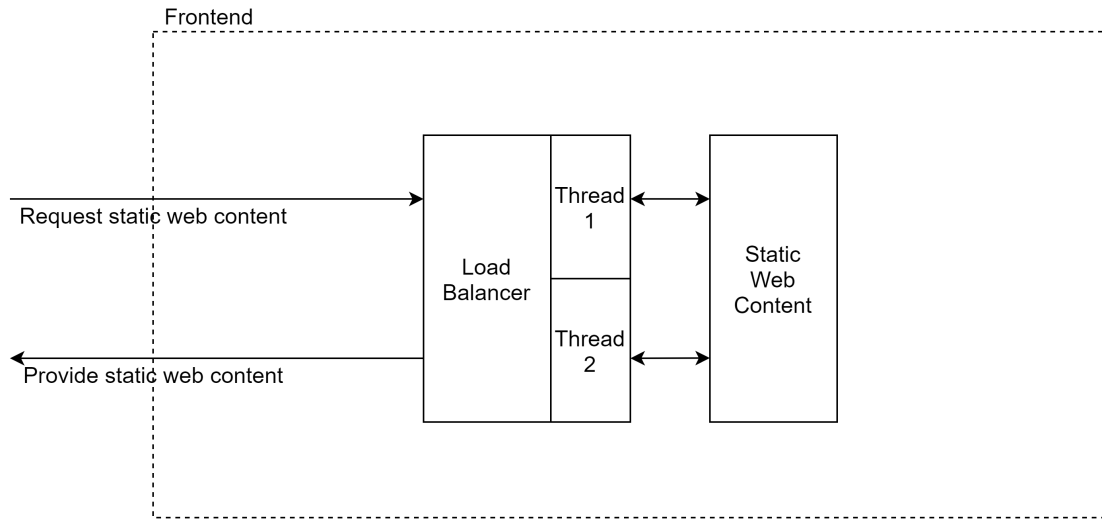 Frontend
Request static web content
Thread
1
Load
Balancer
Static
Web
Content
Thread
2
Provide static web content